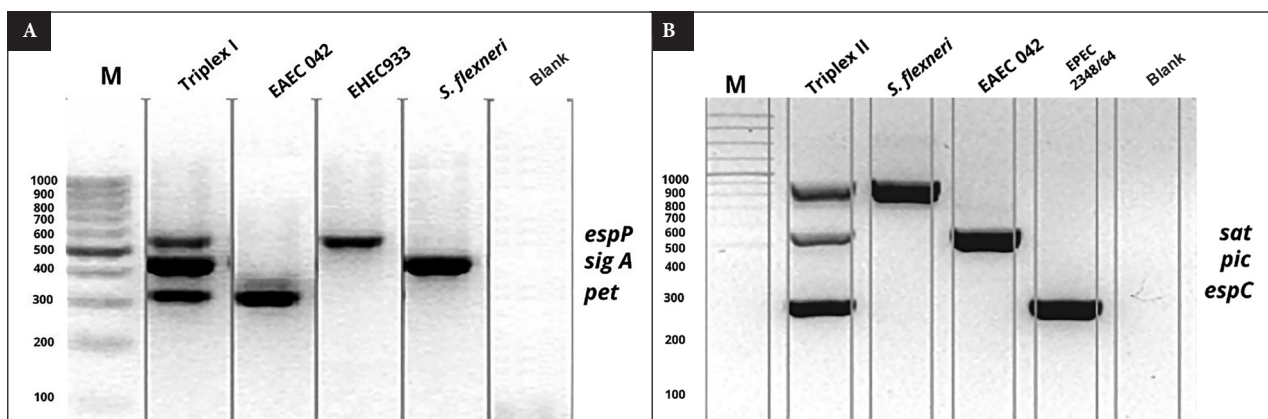 A
M
Triplex I
EAEC 042
EHEC933
S. flexneri
Blank
1000
900
800
700
600
500
400
300
200
100
espP
sig A
pet
B
M
Triplex II
S. flexneri
EAEC 042
EPEC
2348/64
Blank
1000
900
800
700
600
500
400
300
200
100
sat
pic
espC